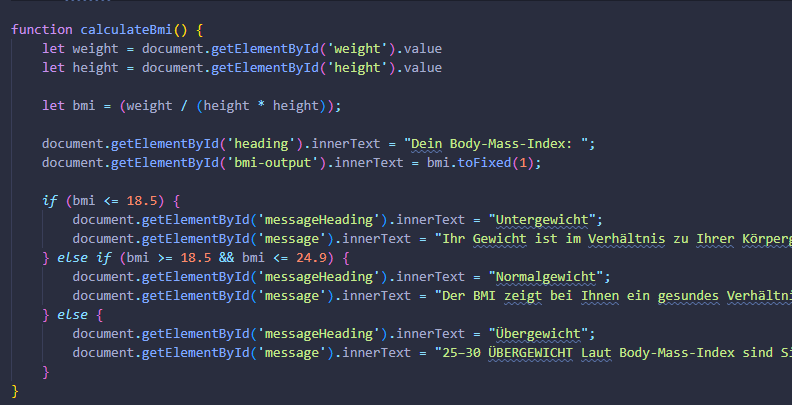 function calculateBmi() {
let weight = document.getElementById('weight').value
let height = document.getElementById('height').value
let bmi = (weight / (height * height));
document.getElementById('heading').innerText = "Dein Body-Mass-Index: ";
document.getElementById('bmi-output').innerText = bmi.toFixed(1);
if (bmi <= 18.5) {
document.getElementById('messageHeading').innerText = "Untergewicht";
document.getElementById('message').innerText = "Ihr Gewicht ist im Verhältnis zu Ihrer
} else if (bmi >= 18.5 && bmi <= 24.9) {
document.getElementById('messageHeading').innerText = "Normalgewicht";
document.getElementById('message').innerText = "Der BMI zeigt bei Ihnen ein gesundes
} else {
document.getElementById('messageHeading').innerText = "Übergewicht";
document.getElementById('message').innerText = "25–30 ÜBERGEWICHT Laut Body-Mass-Index sind
}
}